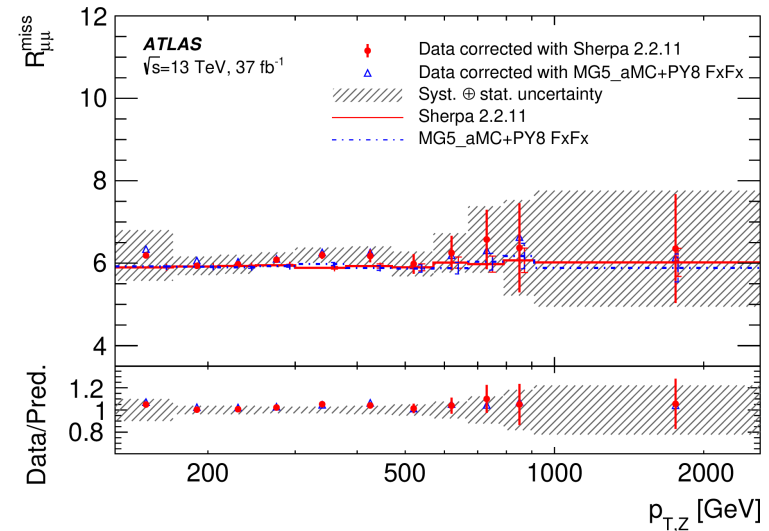 R^miss_μμ
ATLAS
√s=13 TeV, 37 fb⁻¹
Data corrected with Sherpa 2.2.11
Data corrected with MG5_aMC+PY8 FxFx
Syst. ⊕ stat. uncertainty
Sherpa 2.2.11
MG5_aMC+PY8 FxFx
12
10
8
6
4
Data/Pred.
1.2
1
0.8
200 500 1000 2000
p_T,Z [GeV]